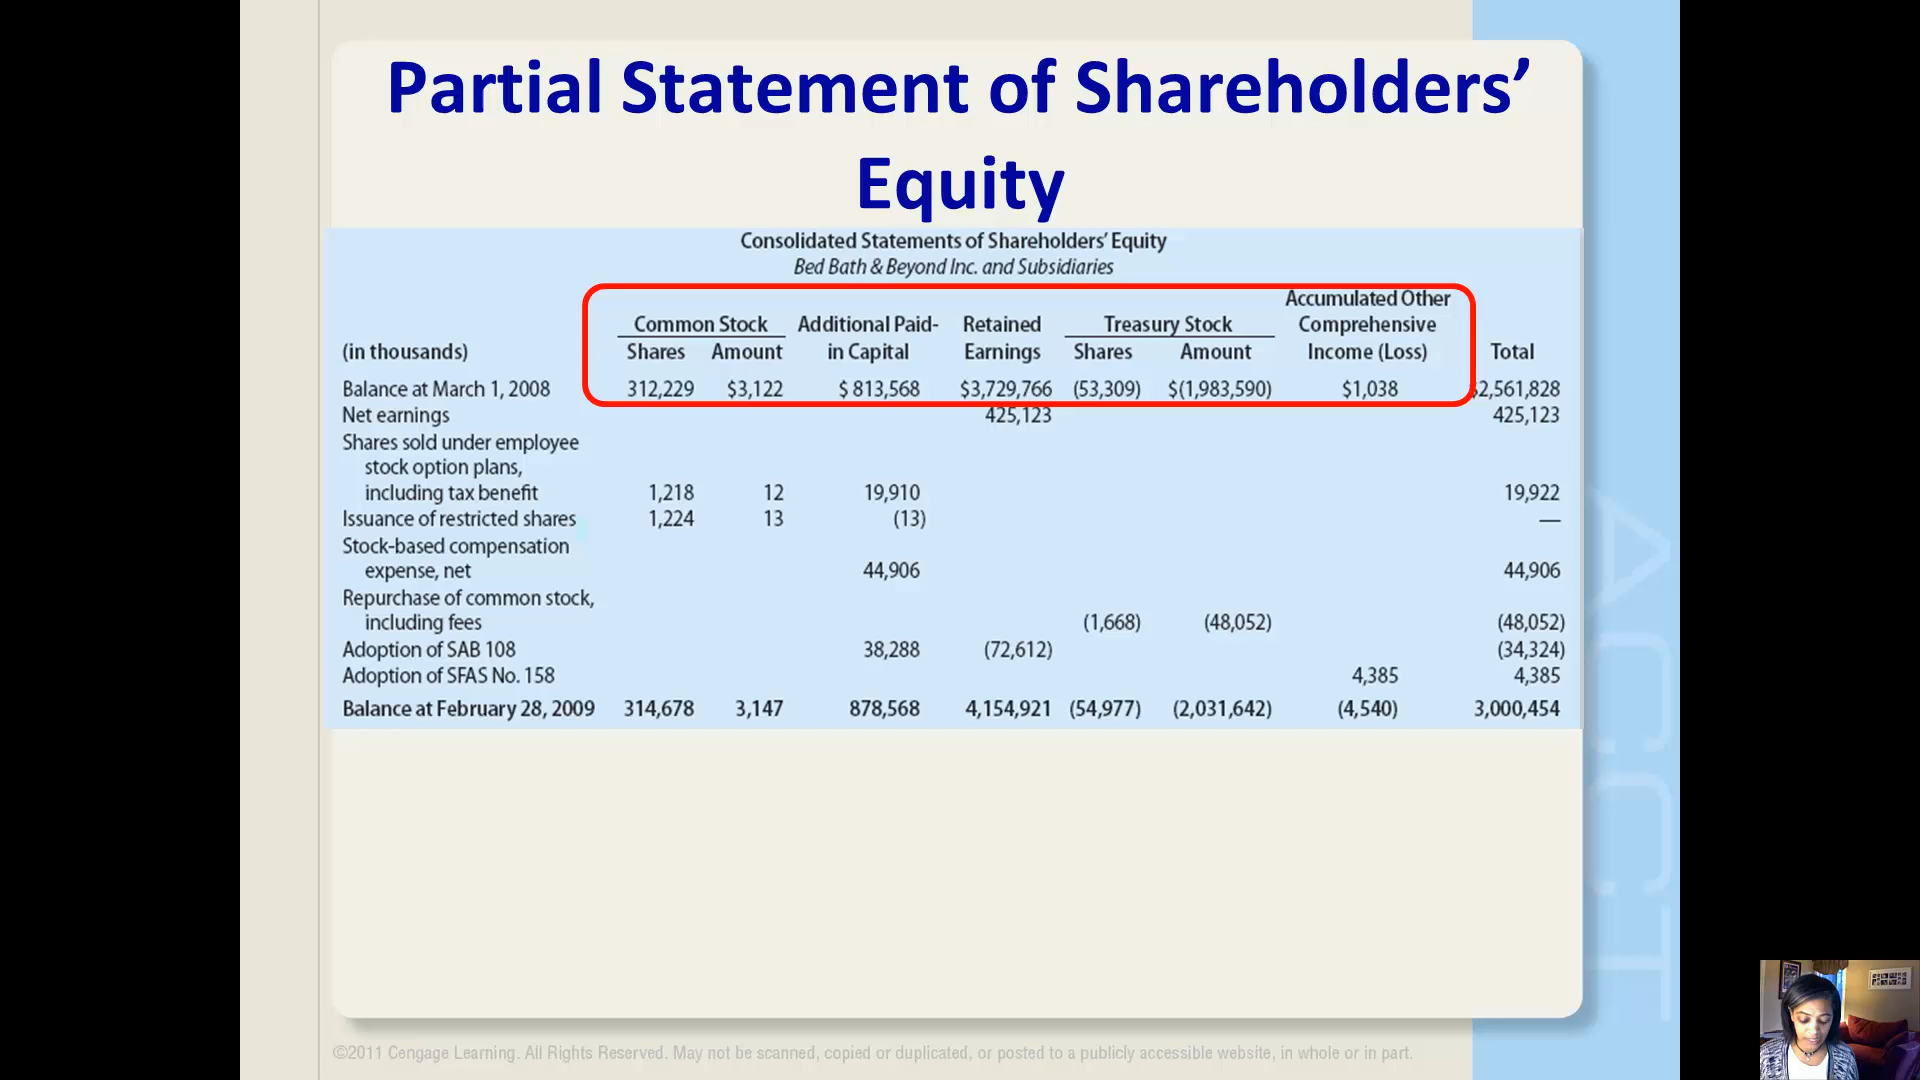 Partial Statement of Shareholders’
Equity
Consolidated Statements of Shareholders’ Equity
Bed Bath & Beyond Inc. and Subsidiaries
Accumulated Other
Common Stock Additional Paid- Retained Treasury Stock Comprehensive
(in thousands) Shares Amount in Capital Earnings Shares Amount Income (Loss) Total
Balance at March 1, 2008 312,229 $3,122 $ 813,568 $3,729,766 (53,309) $(1,983,590) $1,038 $2,561,828
Net earnings 425,123 425,123
Shares sold under employee
stock option plans,
including tax benefit 1,218 12 19,910 19,922
Issuance of restricted shares 1,224 13 (13) —
Stock-based compensation
expense, net 44,906 44,906
Repurchase of common stock,
including fees (1,668) (48,052) (48,052)
Adoption of SAB 108 38,288 (72,612) (34,324)
Adoption of SFAS No. 158 4,385 4,385
Balance at February 28, 2009 314,678 3,147 878,568 4,154,921 (54,977) (2,031,642) (4,540) 3,000,454
ACCT
©2011 Cengage Learning. All Rights Reserved. May not be scanned, copied or duplicated, or posted to a publicly accessible website, in whole or in part.